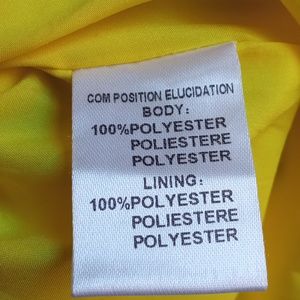 COM POSITION ELUCIDATION
BODY:
100%POLYESTER
POLIESTERE
POLYESTER
LINING:
100%POLYESTER
POLIESTERE
POLYESTER